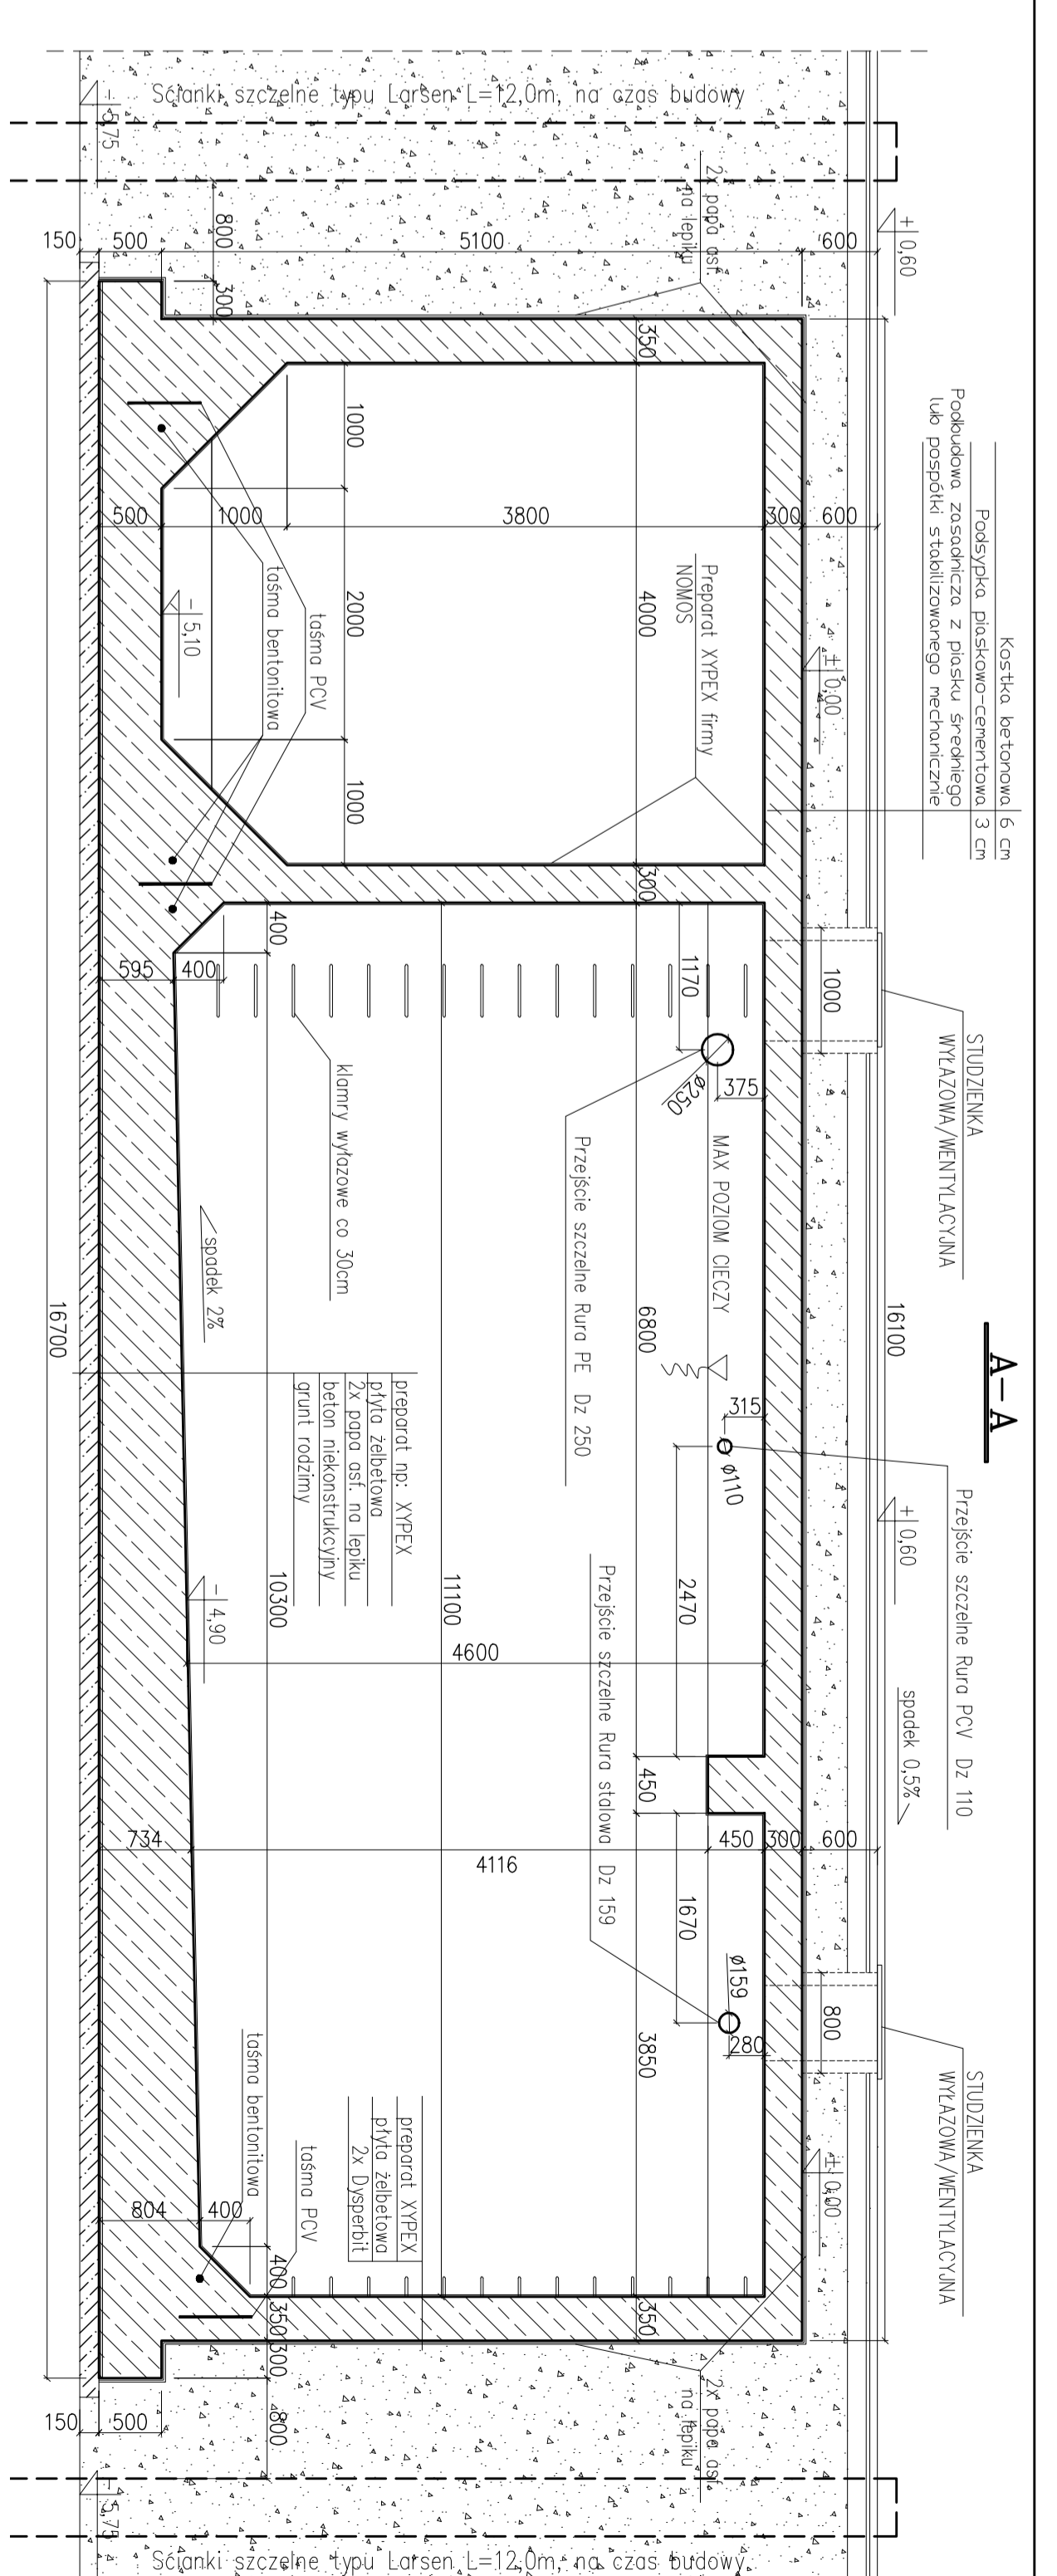 A-A
Kostka betonowa 6 cm
Podsypka piaskowo-cementowa 3 cm
Podbudowa zasadnicza z piasku średniego
lub pospółki stabilizowanego mechanicznie
STUDZIENKA
WYŁAZOWA/WENTYLACYJNA
Przejście szczelne Rura PCV Dz 110
STUDZIENKA
WYŁAZOWA/WENTYLACYJNA
+0,60
16100
+0,60
spadek 0,5%
±0,00
1000
800
±0,00
600
600
600
2x papa asf.
na lepiku
Preparat XYPEX firmy
NOMOS
300
1170
ø250
375
MAX POZIOM CIECZY
315
ø110
2470
450
300
1670
ø159
280
2x papa asf.
na lepiku
5100
350
4000
300
6800
450
3850
350
3800
Przejście szczelne Rura PE Dz 250
Przejście szczelne Rura stalowa Dz 159
4600
4116
11100
preparat XYPEX
płyta żelbetowa
2x Dysperbit
1000
2000
1000
klamry wyłazowe co 30cm
preparat np: XYPEX
płyta żelbetowa
2x papa asf. na lepiku
beton niekonstrukcyjny
grunt rodzimy
taśma PCV
taśma bentonitowa
400
10300
400
350
300
800
taśma PCV
taśma bentonitowa
800
300
1000
500
-5,10
400
595
spadek 2%
-4,90
734
804
400
150
500
150
500
16700
-5,75
-5,75
Ścianki szczelne typu Larsen L=12,0m, na czas budowy
Ścianki szczelne typu Larsen L=12,0m, na czas budowy